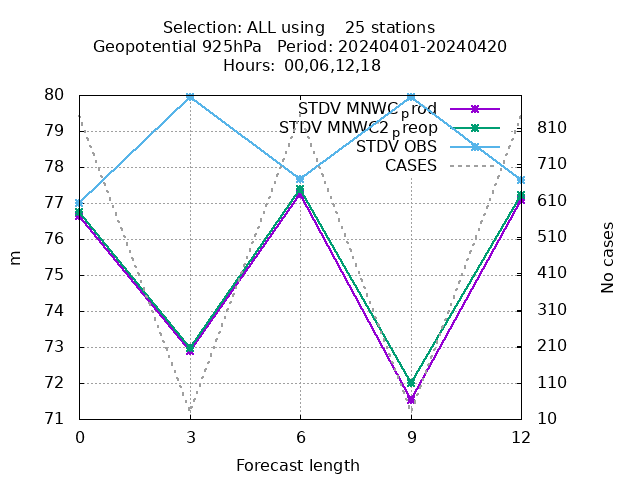 Selection: ALL using    25 stations
Geopotential 925hPa   Period: 20240401-20240420
Hours: 00,06,12,18
STDV MNWC_prod
STDV MNWC2_preop
STDV OBS
CASES
80
79
78
77
76
75
74
73
72
71
m
810
710
610
510
410
310
210
110
10
No cases
0 3 6 9 12
Forecast length